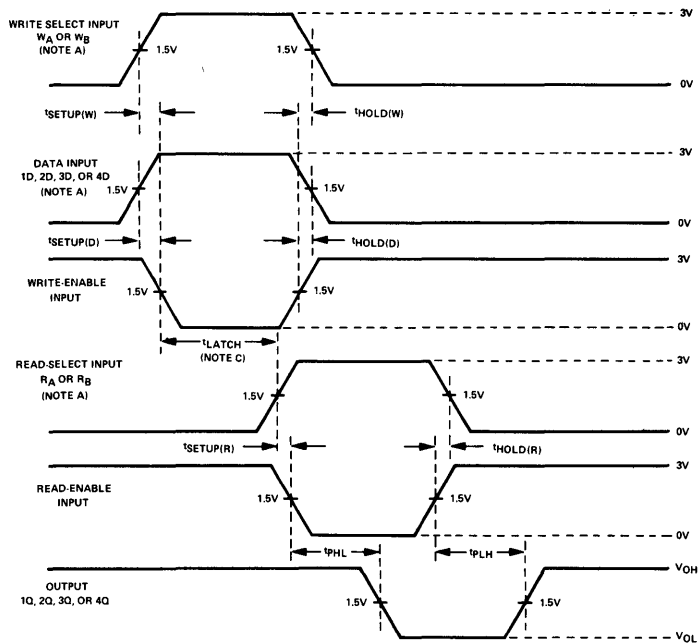 WRITE SELECT INPUT
WA OR WB
(NOTE A)
1.5V
1.5V
3V
0V
tSETUP(W)
tHOLD(W)
DATA INPUT
1D, 2D, 3D, OR 4D
(NOTE A)
1.5V
1.5V
3V
0V
tSETUP(D)
tHOLD(D)
3V
WRITE-ENABLE
INPUT
1.5V
1.5V
0V
tLATCH
(NOTE C)
READ-SELECT INPUT
RA OR RB
(NOTE A)
1.5V
1.5V
3V
0V
tSETUP(R)
tHOLD(R)
3V
READ-ENABLE
INPUT
1.5V
1.5V
0V
tPHL
tPLH
VOH
OUTPUT
1Q, 2Q, 3Q, OR 4Q
1.5V
1.5V
VOL